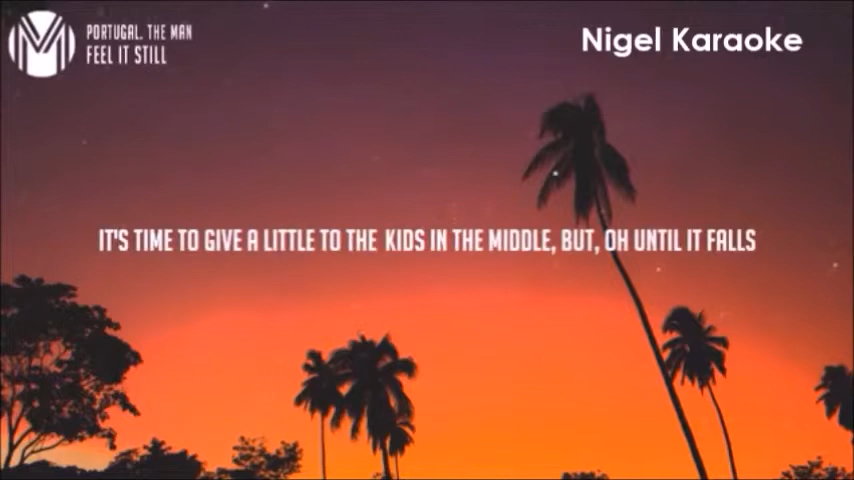 PORTUGAL. THE MAN
FEEL IT STILL
Nigel Karaoke
IT'S TIME TO GIVE A LITTLE TO THE KIDS IN THE MIDDLE, BUT, OH UNTIL IT FALLS